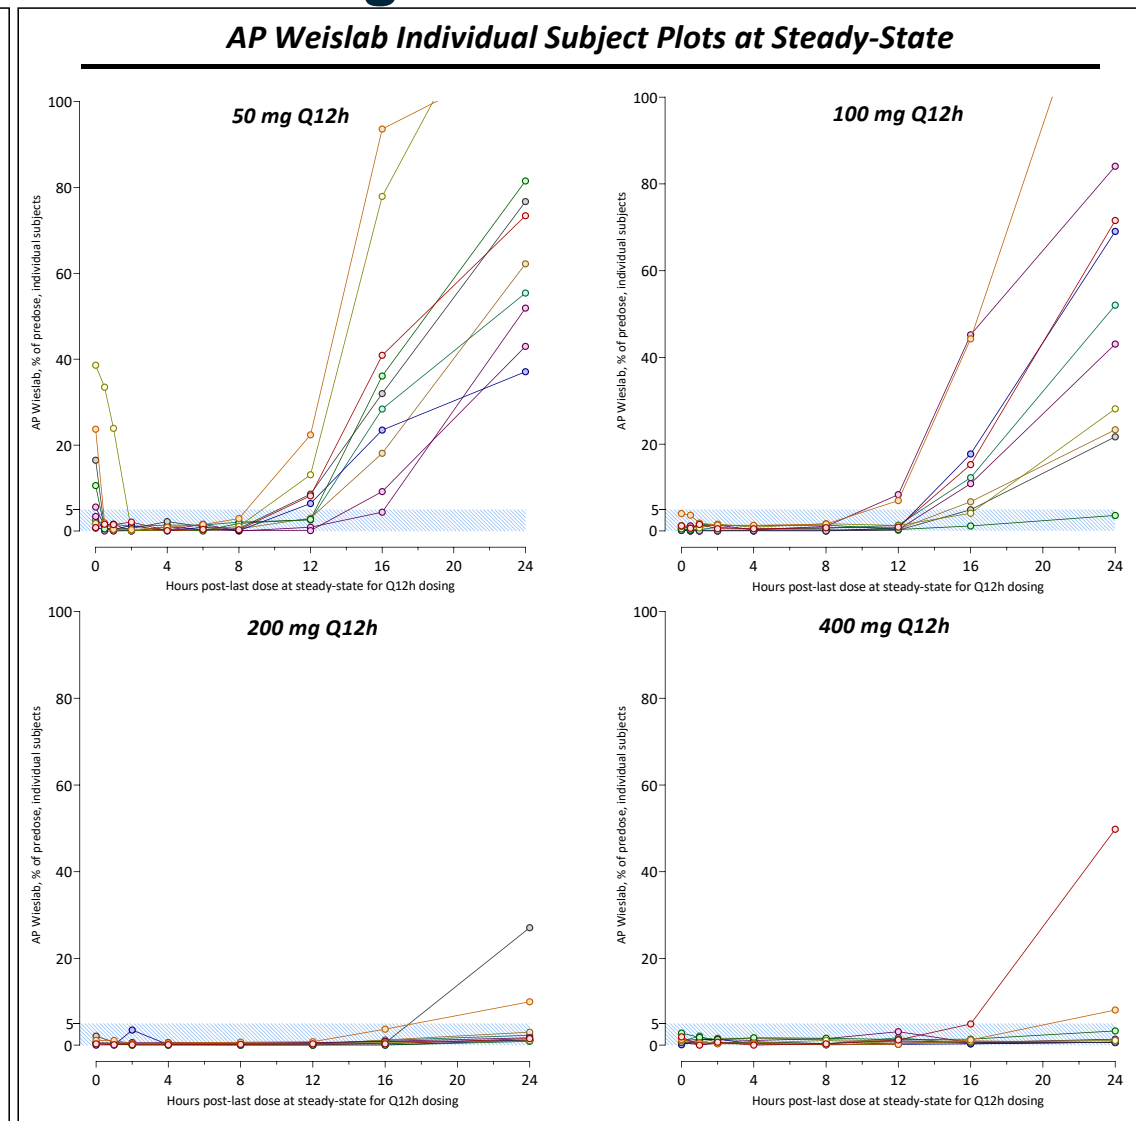 AP Weislab Individual Subject Plots at Steady-State
50 mg Q12h
AP Wieslab, % of predose, individual subjects
100
80
60
40
20
5
0
0 4 8 12 16 20 24
Hours post-last dose at steady-state for Q12h dosing
100 mg Q12h
AP Wieslab, % of predose, individual subjects
100
80
60
40
20
5
0
0 4 8 12 16 20 24
Hours post-last dose at steady-state for Q12h dosing
200 mg Q12h
AP Wieslab, % of predose, individual subjects
100
80
60
40
20
5
0
0 4 8 12 16 20 24
Hours post-last dose at steady-state for Q12h dosing
400 mg Q12h
AP Wieslab, % of predose, individual subjects
100
80
60
40
20
5
0
0 4 8 12 16 20 24
Hours post-last dose at steady-state for Q12h dosing